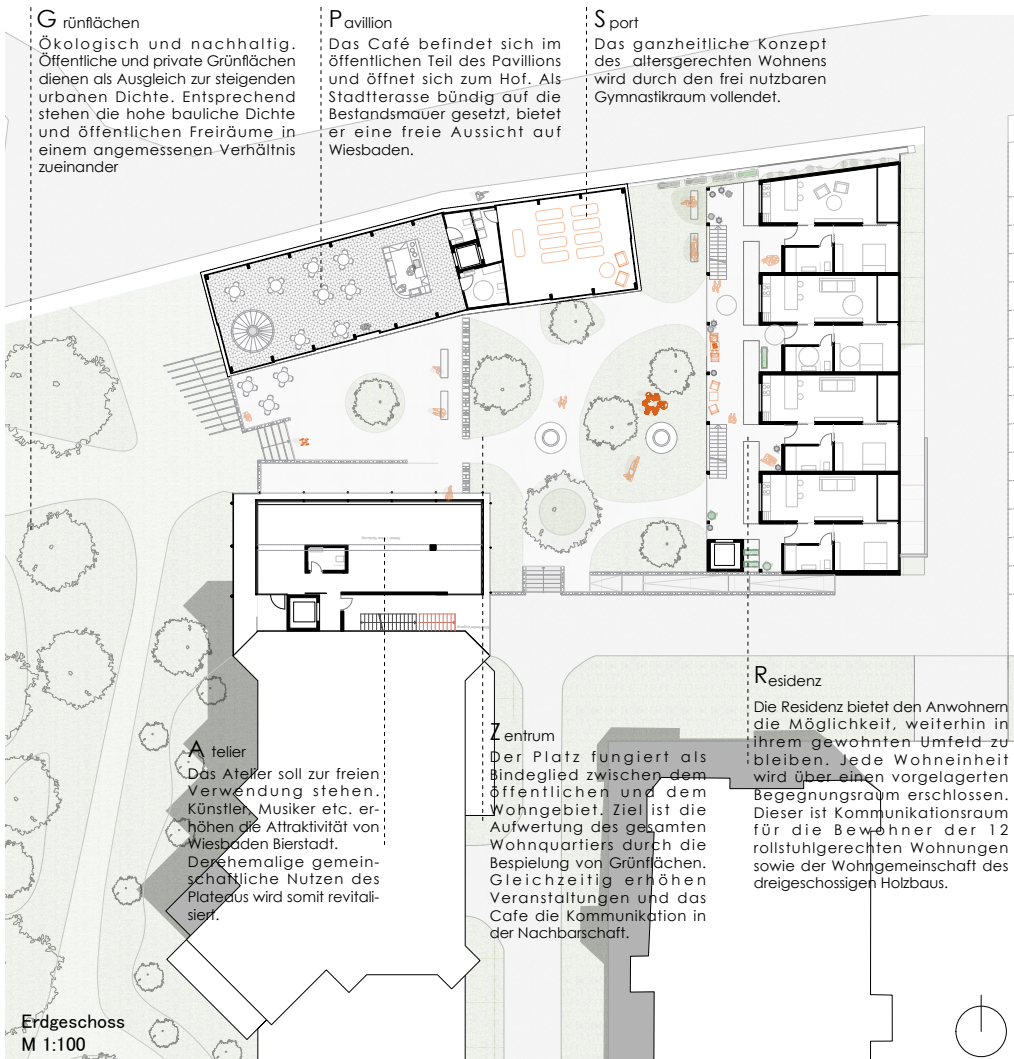 G rünflächen
Ökologisch und nachhaltig.
Öffentliche und private Grünflächen
dienen als Ausgleich zur steigenden
urbanen Dichte. Entsprechend
stehen die hohe bauliche Dichte
und öffentlichen Freiräume in
einem angemessenen Verhältnis
zueinander
P avillion
Das Café befindet sich im
öffentlichen Teil des Pavillions
und öffnet sich zum Hof. Als
Stadtterasse bündig auf die
Bestandsmauer gesetzt, bietet
er eine freie Aussicht auf
Wiesbaden.
S port
Das ganzheitliche Konzept
des altersgerechten Wohnens
wird durch den frei nutzbaren
Gymnastikraum vollendet.
A telier
Das Atelier soll zur freien
Verwendung stehen.
Künstler, Musiker etc. er-
höhen die Attraktivität von
Wiesbaden Bierstadt.
Derehemalige gemein-
schaftliche Nutzen des
Plateaus wird somit revitali-
siert.
Z entrum
Der Platz fungiert als
Bindeglied zwischen dem
öffentlichen und dem
Wohngebiet. Ziel ist die
Aufwertung des gesamten
Wohnquartiers durch die
Bespielung von Grünflächen.
Gleichzeitig erhöhen
Veranstaltungen und das
Cafe die Kommunikation in
der Nachbarschaft.
R esidenz
Die Residenz bietet den Anwohnern
die Möglichkeit, weiterhin in
ihrem gewohnten Umfeld zu
bleiben. Jede Wohneinheit
wird über einen vorgelagerten
Begegnungsraum erschlossen.
Dieser ist Kommunikationsraum
für die Bewohner der 12
rollstuhlgerechten Wohnungen
sowie der Wohngemeinschaft des
dreigeschossigen Holzbaus.
Erdgeschoss
M 1:100